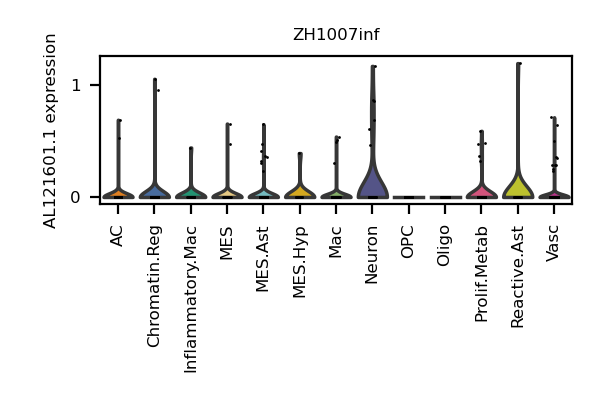 ZH1007inf
AL121601.1 expression
1
0
AC
Chromatin.Reg
Inflammatory.Mac
MES
MES.Ast
MES.Hyp
Mac
Neuron
OPC
Oligo
Prolif.Metab
Reactive.Ast
Vasc